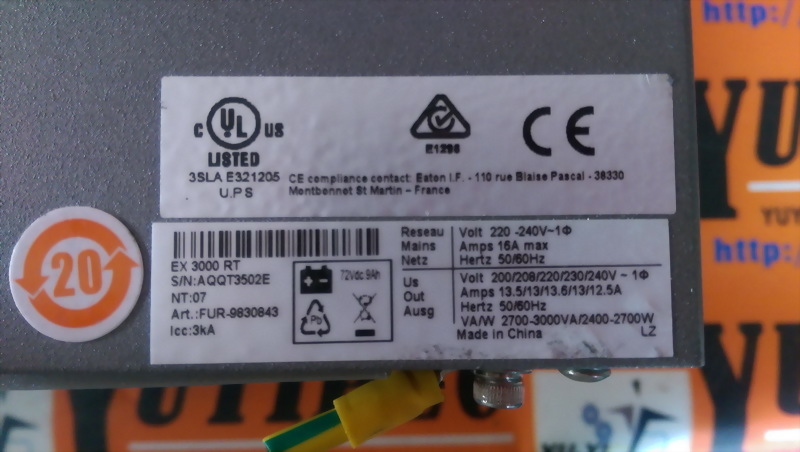 http:/
c UL US
LISTED
3SLA E321205
U.PS
E1296
CE
CE compliance contact: Eaton I.F. - 110 rue Blaise Pascal - 38330
Montbonnot St Martin - France
20
EX 3000 RT
S/N:AQQT3502E
NT:07
Art.:FUR-9830843
Icc:3kA
72Vdc 9Ah
Pb
Reseau Volt 220 -240V~1Φ
Mains Amps 16A max
Netz Hertz 50/60Hz
Us Volt 200/208/220/230/240V ~ 1Φ
Out Amps 13.5/13/13.6/13/12.5A
Ausg Hertz 50/60Hz
VA/W 2700-3000VA/2400-2700W
Made in China LZ
http:/